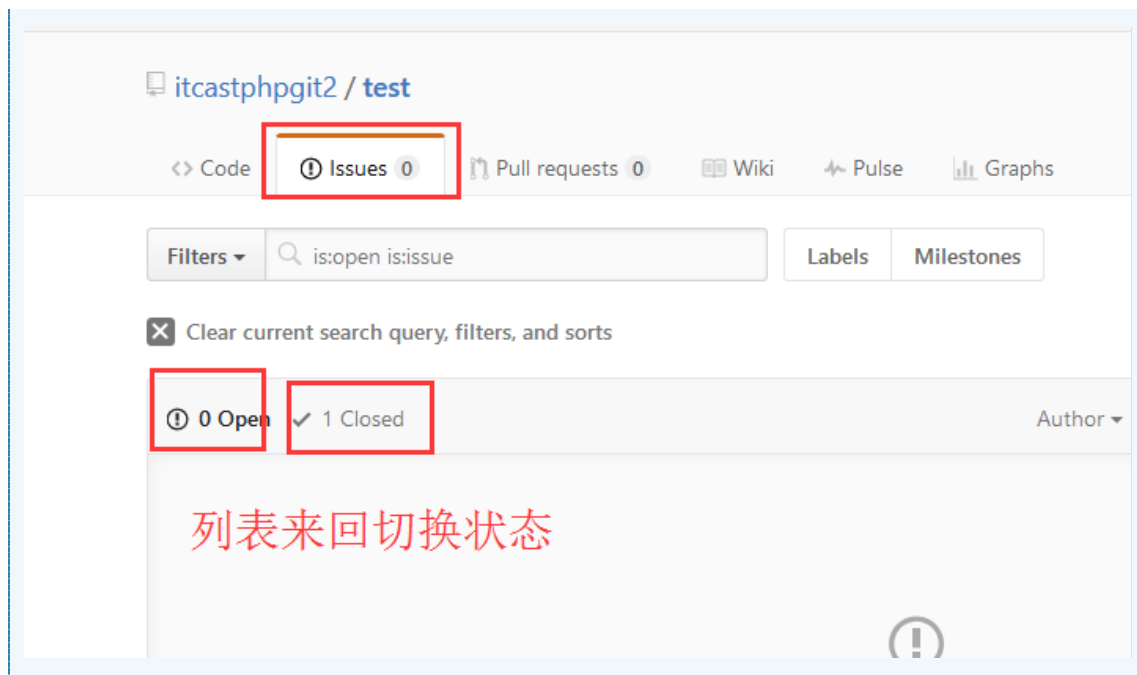 itcastphpgit2 / test
Code Issues 0 Pull requests 0 Wiki Pulse Graphs
Filters is:open is:issue Labels Milestones
Clear current search query, filters, and sorts
0 Open 1 Closed Author
列表来回切换状态